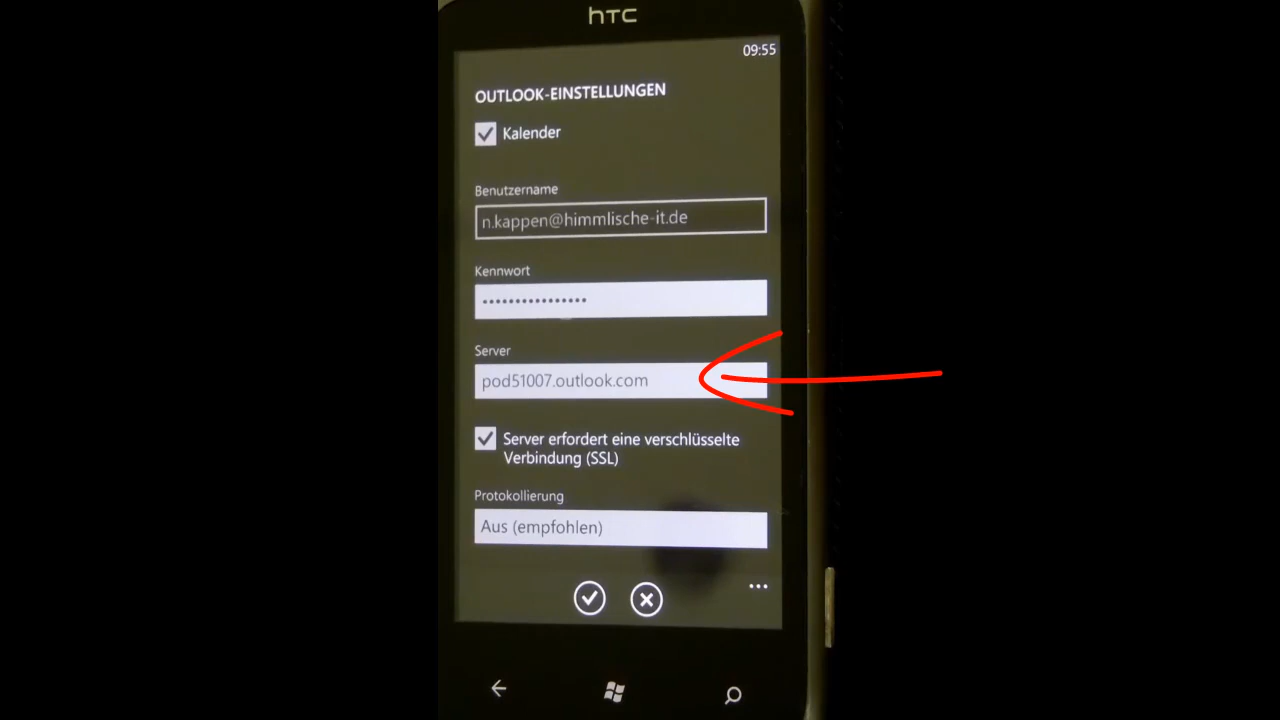 hTC
09:55
OUTLOOK-EINSTELLUNGEN
Kalender
Benutzername
n.kappen@himmlische-it.de
Kennwort
••••••••••••••••
Server
pod51007.outlook.com
Server erfordert eine verschlüsselte
Verbindung (SSL)
Protokollierung
Aus (empfohlen)